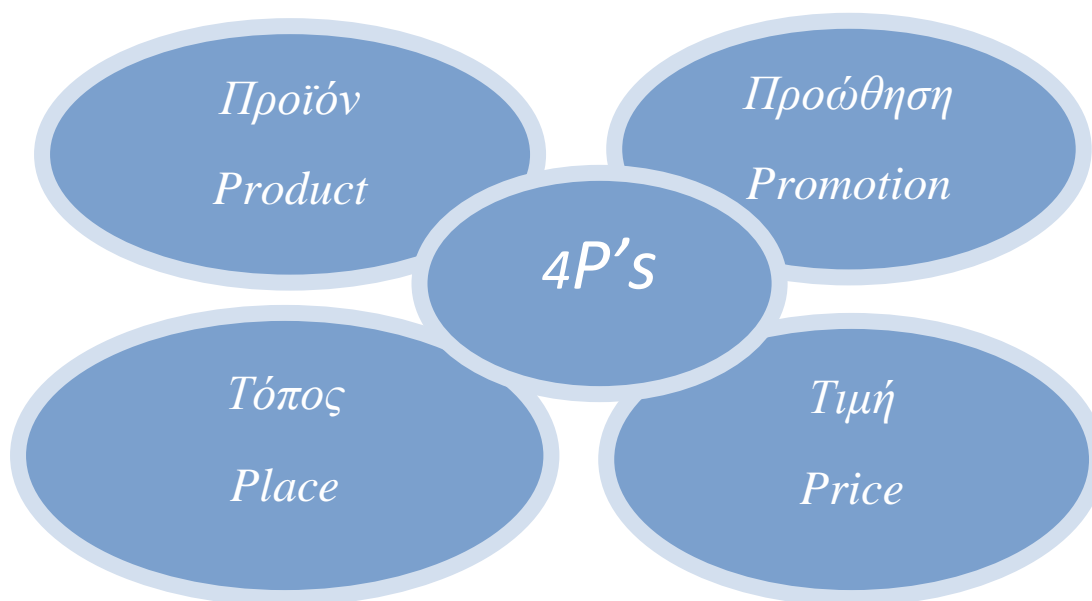 Προϊόν
Product
Προώθηση
Promotion
4P’s
Τόπος
Place
Τιμή
Price